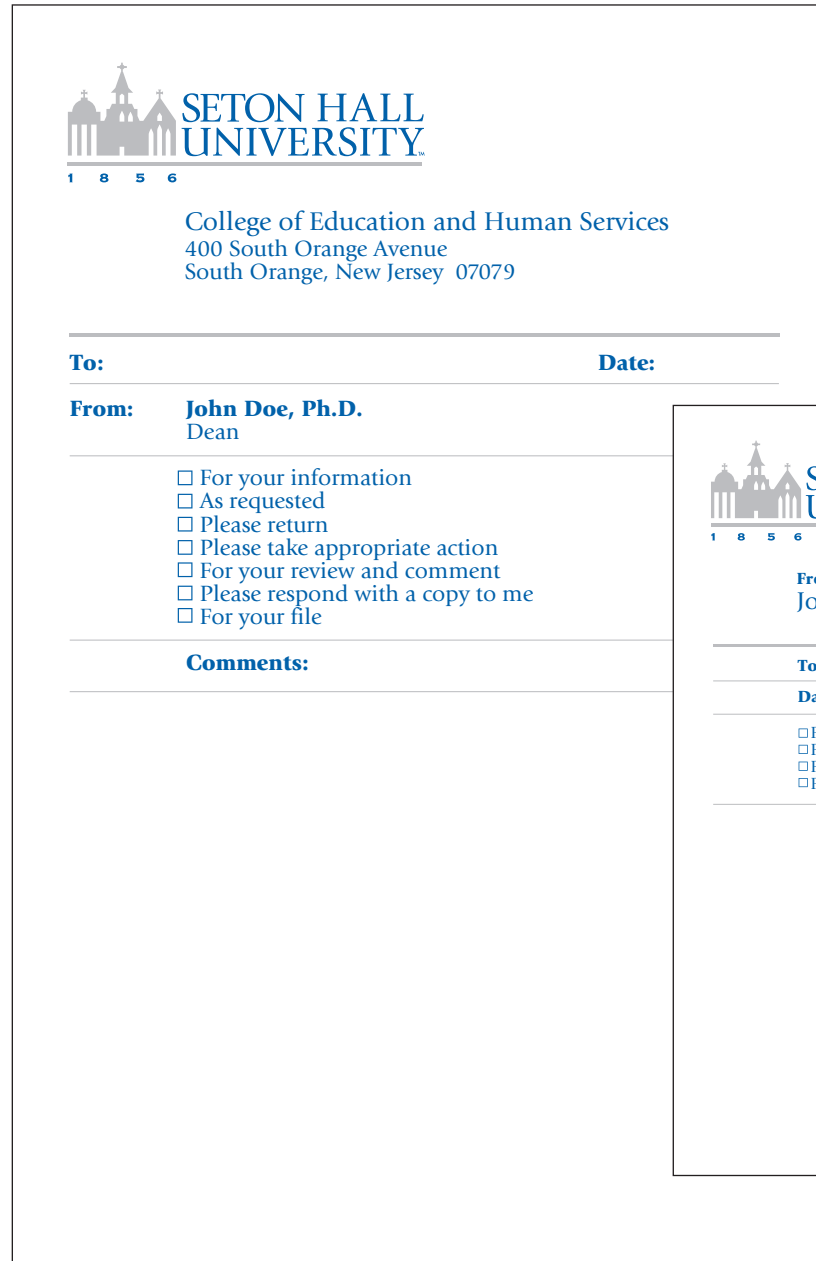 SETON HALL
UNIVERSITY™
1 8 5 6
College of Education and Human Services
400 South Orange Avenue
South Orange, New Jersey 07079
To: Date:
From: John Doe, Ph.D.
Dean
For your information
As requested
Please return
Please take appropriate action
For your review and comment
Please respond with a copy to me
For your file
Comments:
1 8 5 6